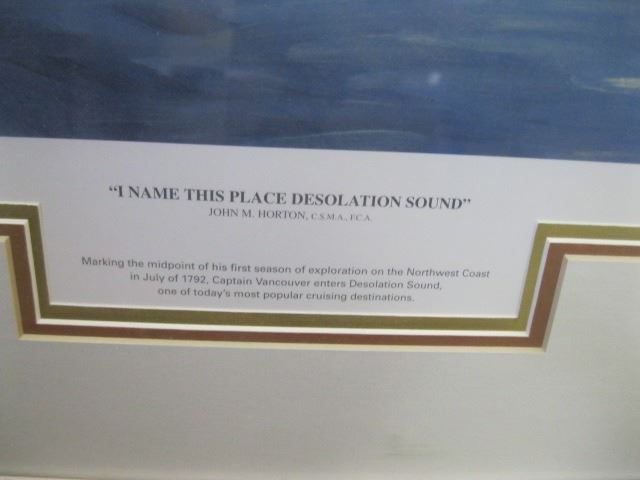 "I NAME THIS PLACE DESOLATION SOUND"
JOHN M. HORTON, C.S.M.A., F.C.A.
Marking the midpoint of his first season of exploration on the Northwest Coast
in July of 1792, Captain Vancouver enters Desolation Sound,
one of today's most popular cruising destinations.